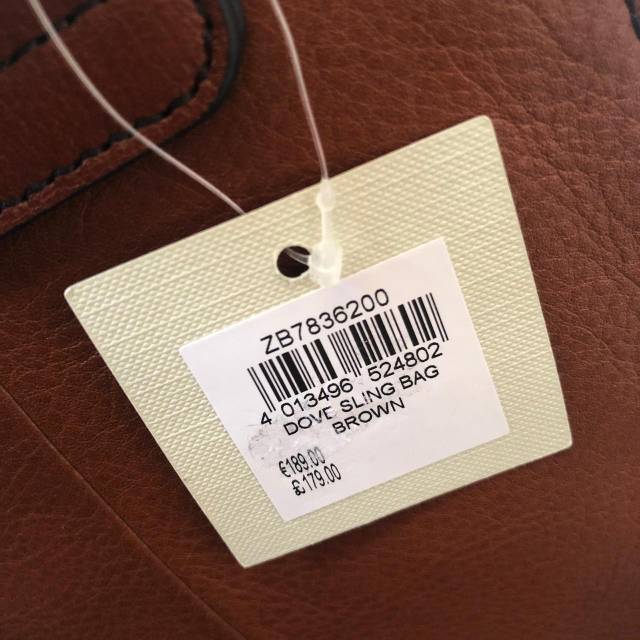 ZB7836200
4 013496 524802
DOVE SLING BAG
BROWN
€189.00
£179.00